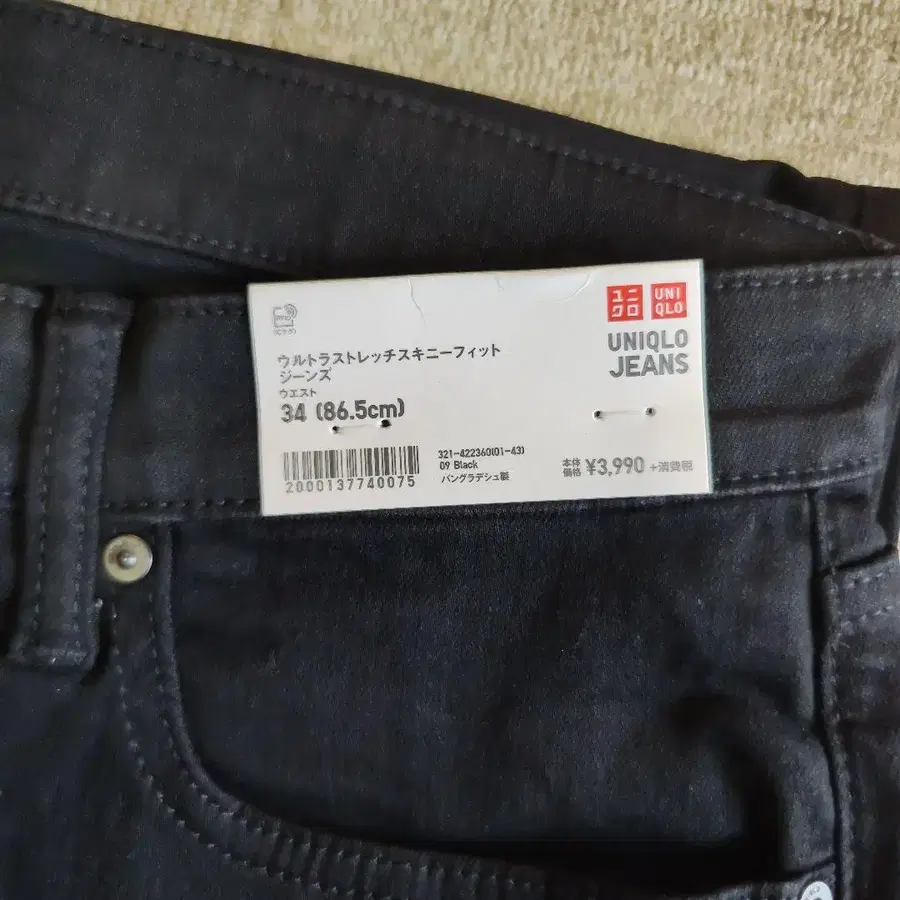 ユニ
クロ
UNI
QLO
UNIQLO
JEANS
ウルトラストレッチスキニーフィット
ジーンズ
ウエスト
34 (86.5cm)
2000137740075
321-422360(01-43)
09 Black
バングラデシュ製
本体
価格 ¥3,990 +消費税